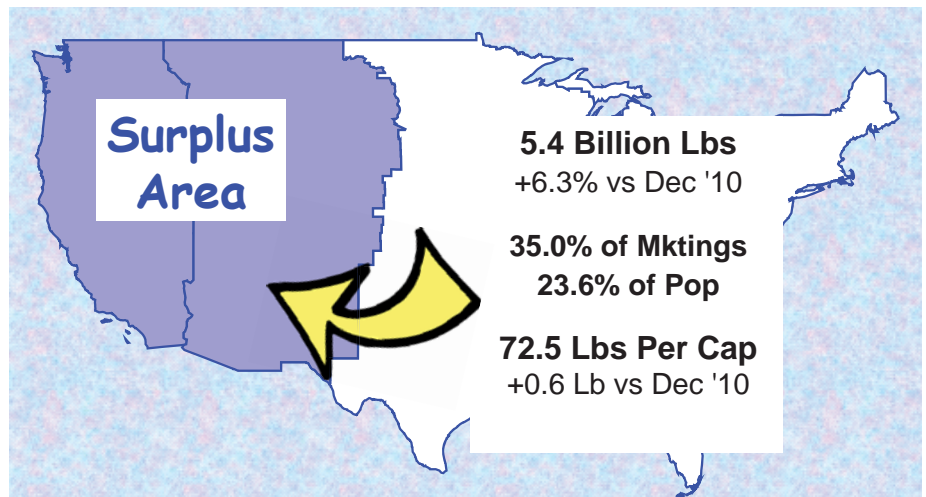 Surplus
Area
5.4 Billion Lbs
+6.3% vs Dec '10
35.0% of Mktings
23.6% of Pop
72.5 Lbs Per Cap
+0.6 Lb vs Dec '10